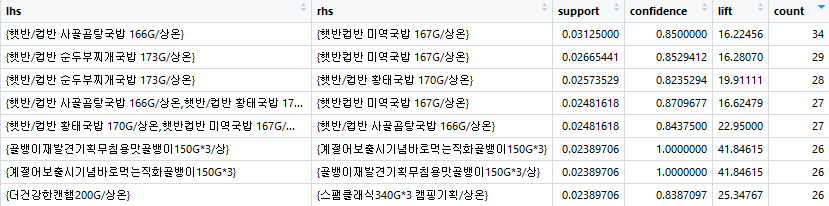 lhs rhs support confidence lift count
{햇반/컵반 사골곰탕국밥 166G/상온} {햇반컵반 미역국밥 167G/상온} 0.03125000 0.8500000 16.22456 34
{햇반/컵반 순두부찌개국밥 173G/상온} {햇반컵반 미역국밥 167G/상온} 0.02665441 0.8529412 16.28070 29
{햇반/컵반 순두부찌개국밥 173G/상온} {햇반/컵반 황태국밥 170G/상온} 0.02573529 0.8235294 19.91111 28
{햇반/컵반 사골곰탕국밥 166G/상온,햇반/컵반 황태국밥 17... {햇반컵반 미역국밥 167G/상온} 0.02481618 0.8709677 16.62479 27
{햇반/컵반 황태국밥 170G/상온,햇반컵반 미역국밥 167G/... {햇반/컵반 사골곰탕국밥 166G/상온} 0.02481618 0.8437500 22.95000 27
{골뱅이재발견기획무침용맛골뱅이150G*3/상} {계절어보출시기념바로먹는직화골뱅이150G*3} 0.02389706 1.0000000 41.84615 26
{계절어보출시기념바로먹는직화골뱅이150G*3} {골뱅이재발견기획무침용맛골뱅이150G*3/상} 0.02389706 1.0000000 41.84615 26
{더건강한캔햄200G/상온} {스팸클래식340G*3 캠핑기획/상온} 0.02389706 0.8387097 25.34767 26